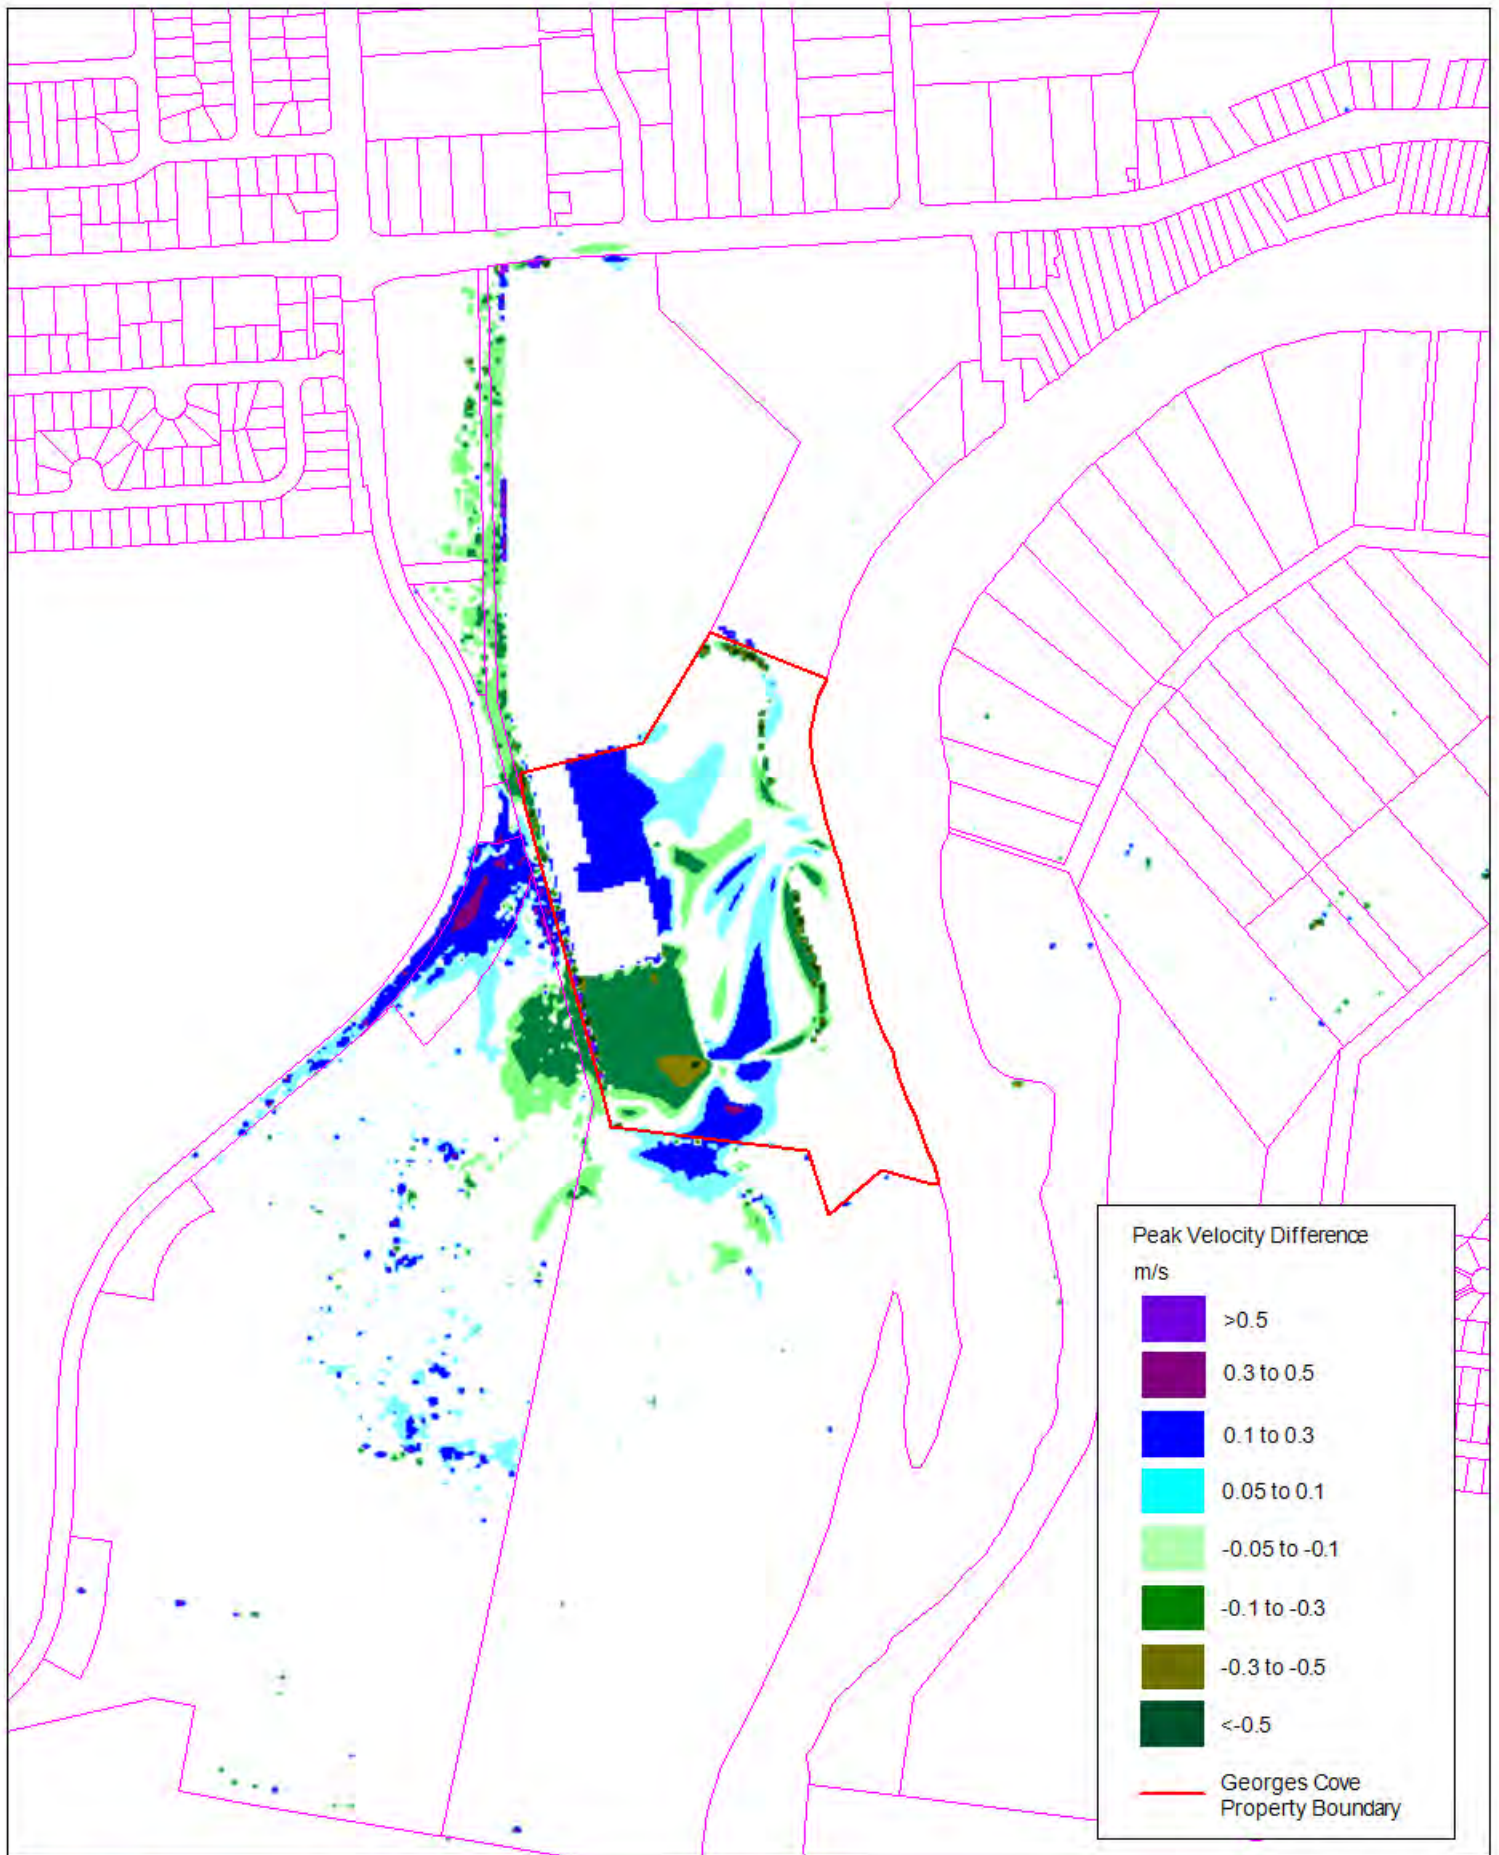 Peak Velocity Difference
m/s
>0.5
0.3 to 0.5
0.1 to 0.3
0.05 to 0.1
-0.05 to -0.1
-0.1 to -0.3
-0.3 to -0.5
<-0.5
Georges Cove
Property Boundary